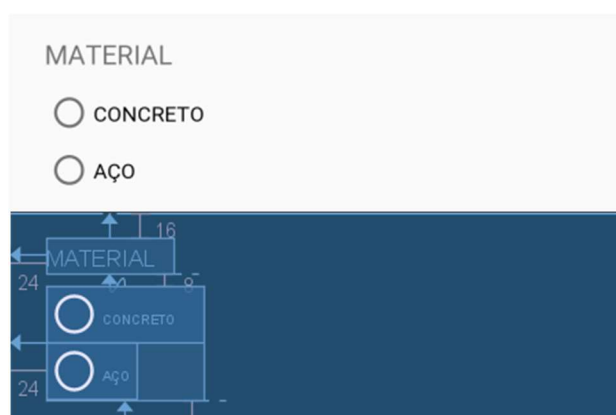 MATERIAL
CONCRETO
AÇO
16
MATERIAL
24
8
CONCRETO
AÇO
24